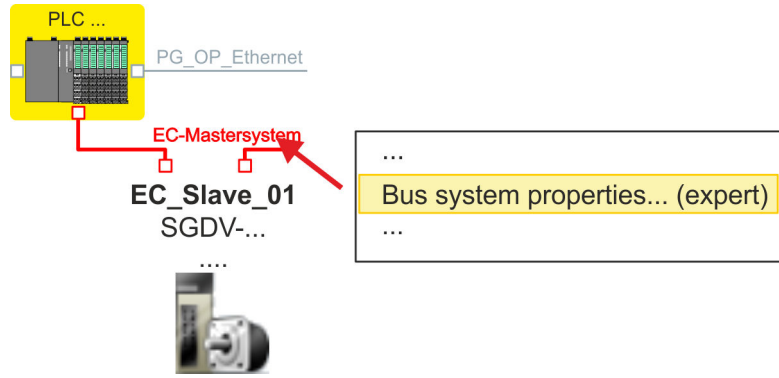 PLC ...
PG_OP_Ethernet
EC-Mastersystem
EC_Slave_01
SGDV-...
....
...
Bus system properties... (expert)
...